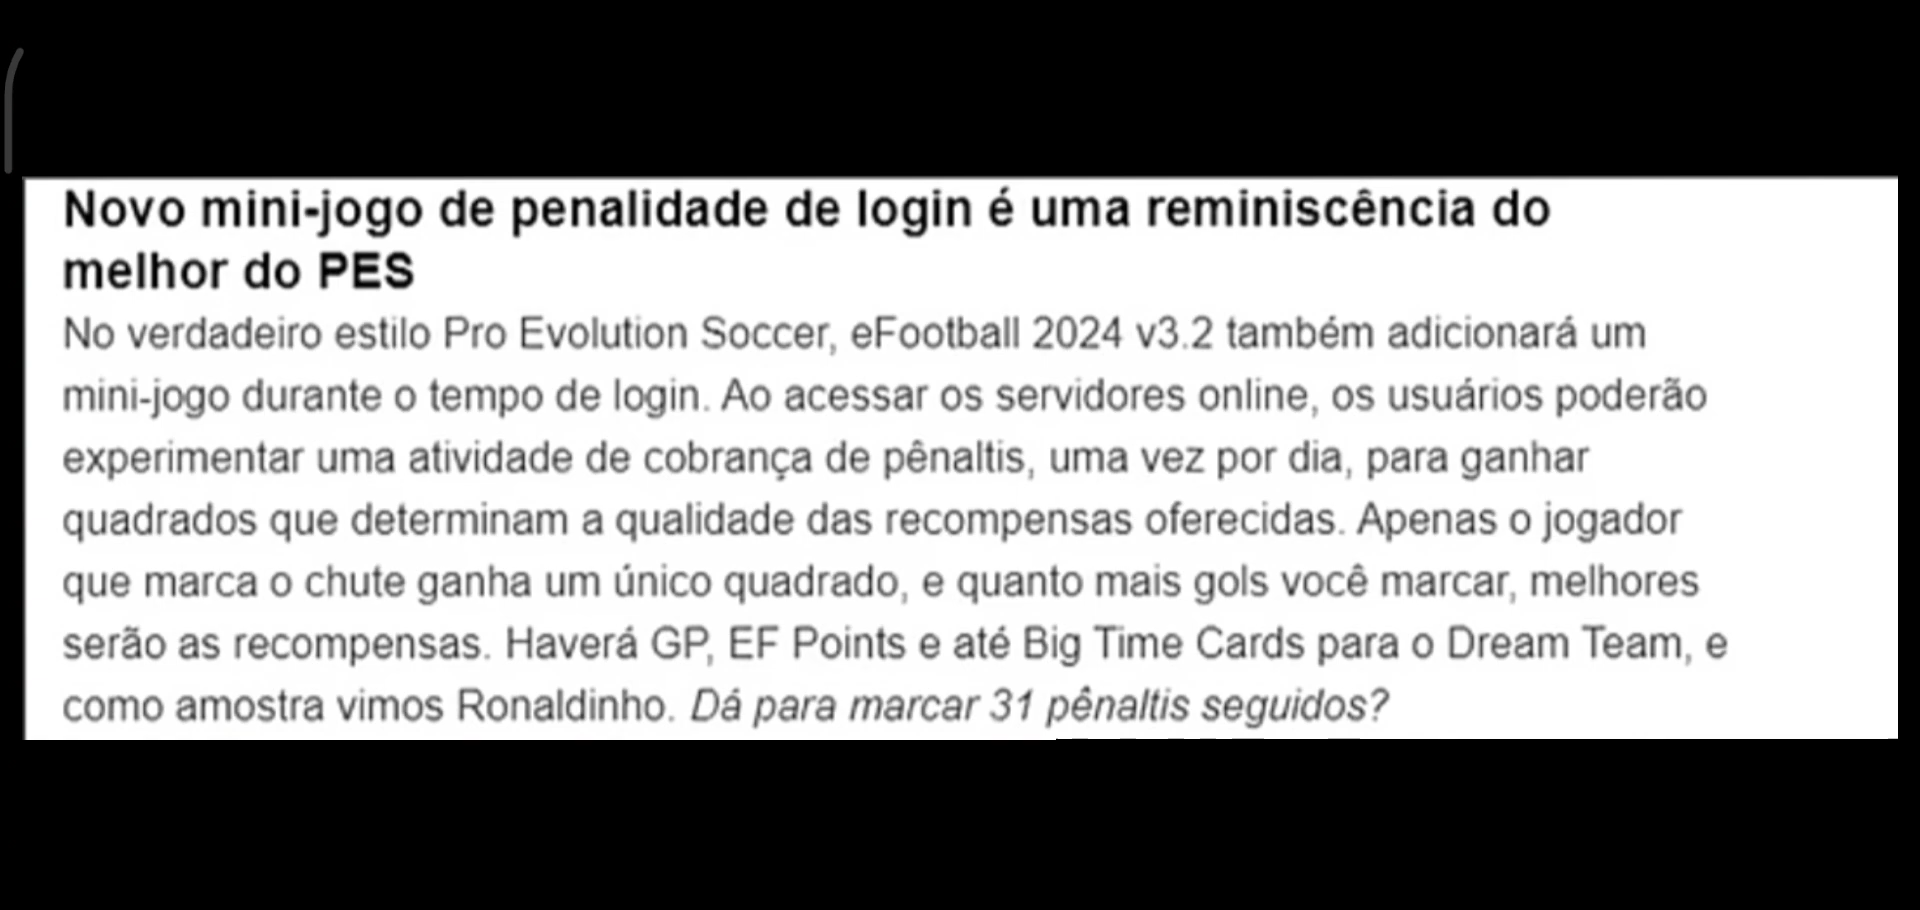 Novo mini-jogo de penalidade de login é uma reminiscência do
melhor do PES
No verdadeiro estilo Pro Evolution Soccer, eFootball 2024 v3.2 também adicionará um
mini-jogo durante o tempo de login. Ao acessar os servidores online, os usuários poderão
experimentar uma atividade de cobrança de pênaltis, uma vez por dia, para ganhar
quadrados que determinam a qualidade das recompensas oferecidas. Apenas o jogador
que marca o chute ganha um único quadrado, e quanto mais gols você marcar, melhores
serão as recompensas. Haverá GP, EF Points e até Big Time Cards para o Dream Team, e
como amostra vimos Ronaldinho. Dá para marcar 31 pênaltis seguidos?